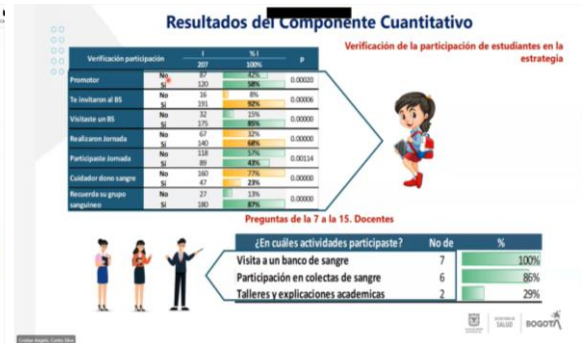 Resultados del Componente Cuantitativo
Verificación de la participación de estudiantes en la
estrategia
Verificación participación I % I p
207 100%
Promotor No 87 42% 0.00020
Si 120 58%
Te invitaron al BS No 16 8% 0.00006
Si 191 92%
Visitaste un BS No 32 15% 0.00000
Si 175 85%
Realizaron Jornada No 67 32% 0.00000
Si 140 68%
Participaste Jornada No 118 57% 0.00114
Si 89 43%
Cuidador dono sangre No 160 77% 0.00000
Si 47 23%
Recuerda su grupo No 27 13% 0.00000
sanguineo Si 180 87%
Preguntas de la 7 a la 15. Docentes
¿En cuáles actividades participaste? No de %
Visita a un banco de sangre 7 100%
Participación en colectas de sangre 6 86%
Talleres y explicaciones academicas 2 29%
SALUD BOGOTÁ